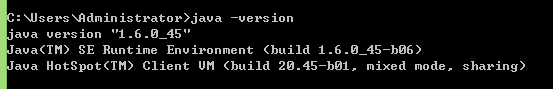 C:\Users\Administrator>java -version
java version "1.6.0_45"
Java(TM) SE Runtime Environment (build 1.6.0_45-b06)
Java HotSpot(TM) Client VM (build 20.45-b01, mixed mode, sharing)